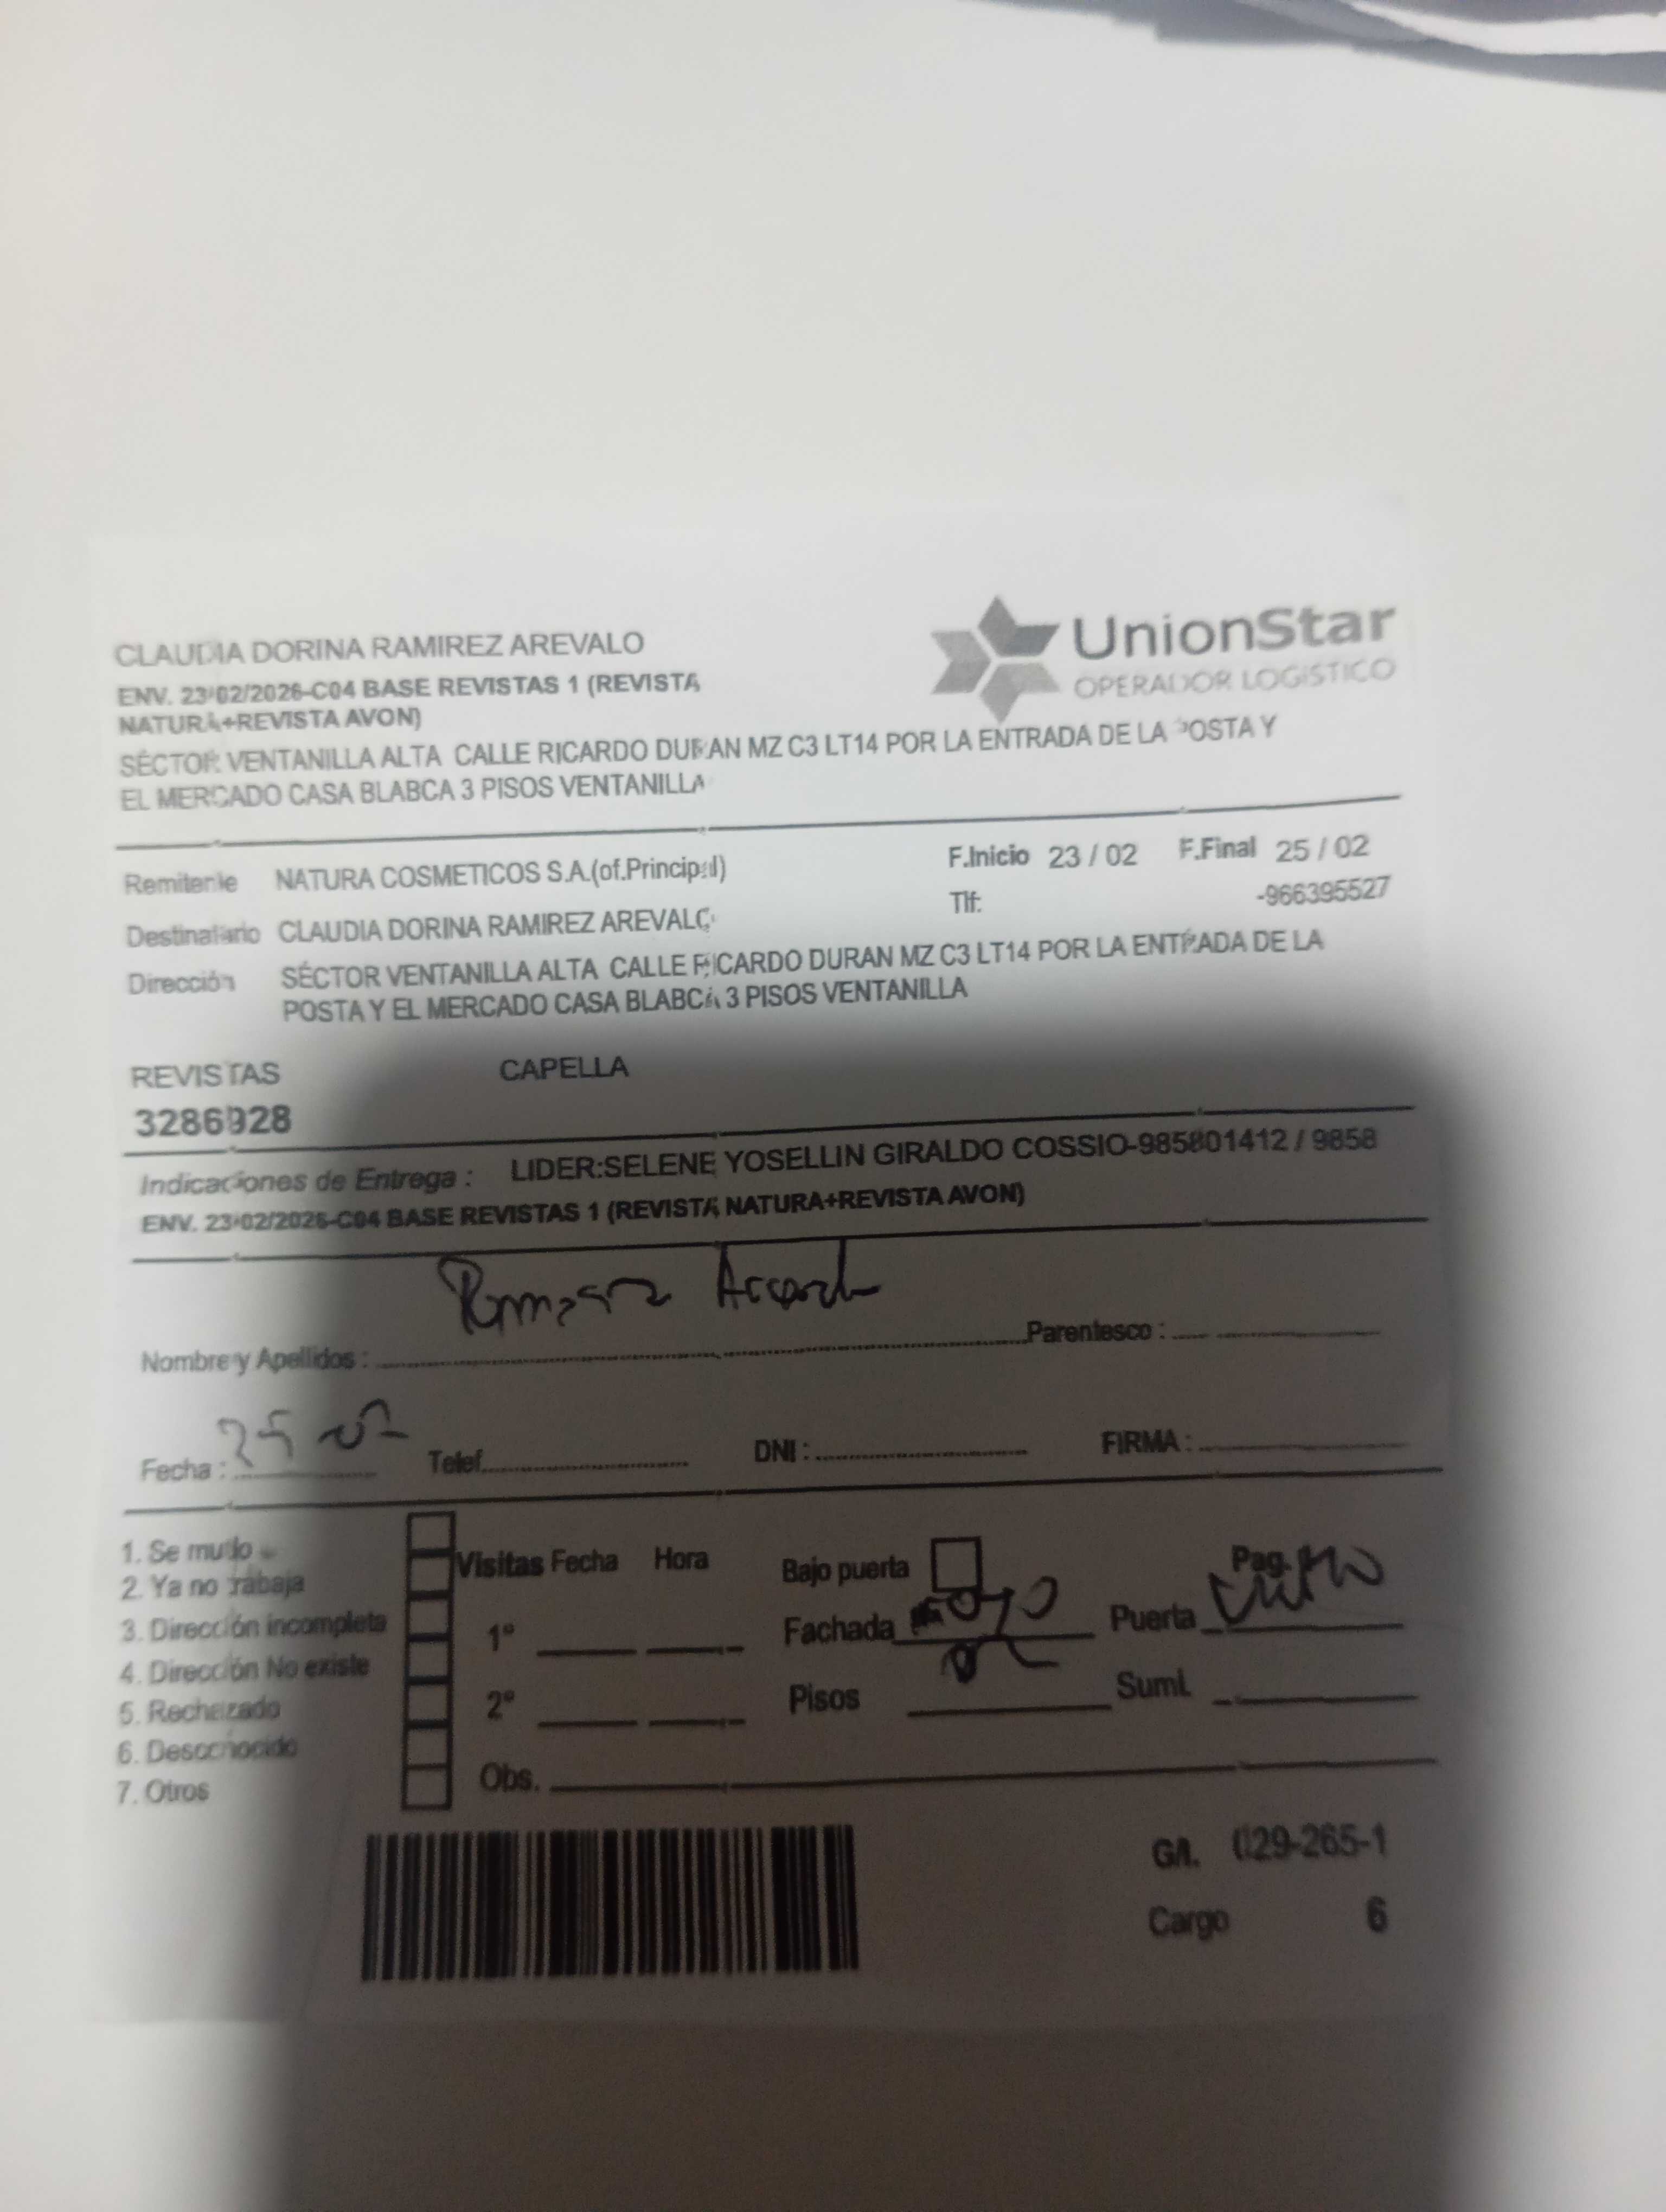 CLAUDIA DORINA RAMIREZ AREVALO
UnionStar
OPERADOR LOGISTICO
ENV. 23/02/2026-C04 BASE REVISTAS 1 (REVISTA
NATURA+REVISTA AVON)
SÉCTOR VENTANILLA ALTA CALLE RICARDO DURAN MZ C3 LT14 POR LA ENTRADA DE LA POSTA Y
EL MERCADO CASA BLABCA 3 PISOS VENTANILLA
Remitente NATURA COSMETICOS S.A.(of.Principal) F.Inicio 23 / 02 F.Final 25 / 02
Destinatario CLAUDIA DORINA RAMIREZ AREVALO Tlf: -966395527
Dirección SÉCTOR VENTANILLA ALTA CALLE RICARDO DURAN MZ C3 LT14 POR LA ENTRADA DE LA
POSTA Y EL MERCADO CASA BLABCA 3 PISOS VENTANILLA
REVISTAS CAPELLA
3286928
Indicaciones de Entrega : LIDER:SELENE YOSELLIN GIRALDO COSSIO-985801412 / 9858
ENV. 23/02/2026-C04 BASE REVISTAS 1 (REVISTA NATURA+REVISTA AVON)
Nombre y Apellidos : Parentesco :
Fecha : Telef. DNI : FIRMA :
1. Se mudo
2. Ya no trabaja
3. Dirección incompleta
4. Dirección No existe
5. Rechazado
6. Desconocido
7. Otros
Visitas Fecha Hora
1º
2º
Obs.
Bajo puerta Pag.
Fachada Puerta
Pisos Sumi.
G/I. 029-265-1
Cargo 6